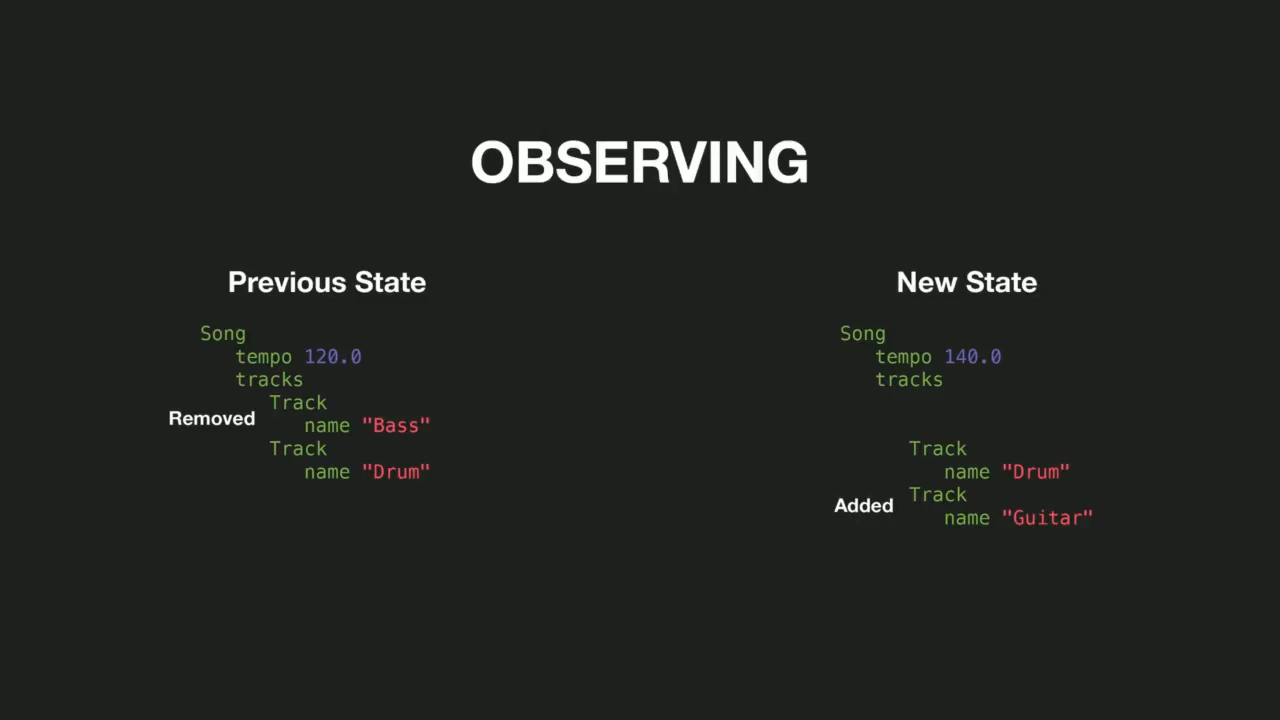 OBSERVING
Previous State
Song
tempo 120.0
tracks
Track
Removed
name "Bass"
Track
name "Drum"
New State
Song
tempo 140.0
tracks
Track
name "Drum"
Track
Added
name "Guitar"